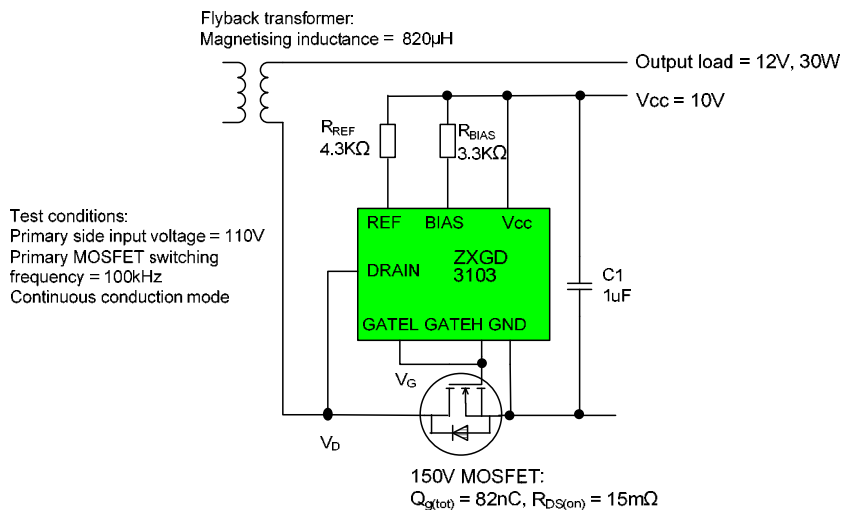 Flyback transformer:
Magnetising inductance = 820µH
Output load = 12V, 30W
Vcc = 10V
RREF
4.3KΩ
RBIAS
3.3KΩ
Test conditions:
Primary side input voltage = 110V
Primary MOSFET switching
frequency = 100kHz
Continuous conduction mode
REF BIAS Vcc
ZXGD
3103
DRAIN
GATEL GATEH GND
C1
1uF
VG
VD
150V MOSFET:
Qg(tot) = 82nC, RDS(on) = 15mΩ